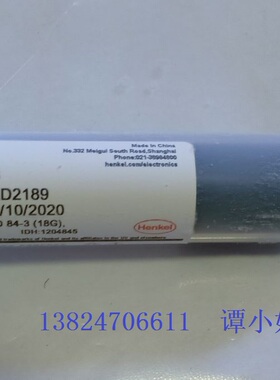 Made in China
No.332 Meigui South Road,Shanghai
Phone:021-38984800
henkel.com/electronics
D2189
/10/2020
84-3 (18G),
IDH:1204845
Henkel
13824706611 谭小